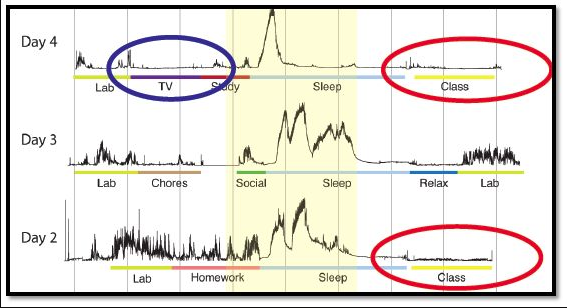 Day 4
Lab TV Study Sleep Class
Day 3
Lab Chores Social Sleep Relax Lab
Day 2
Lab Homework Sleep Class